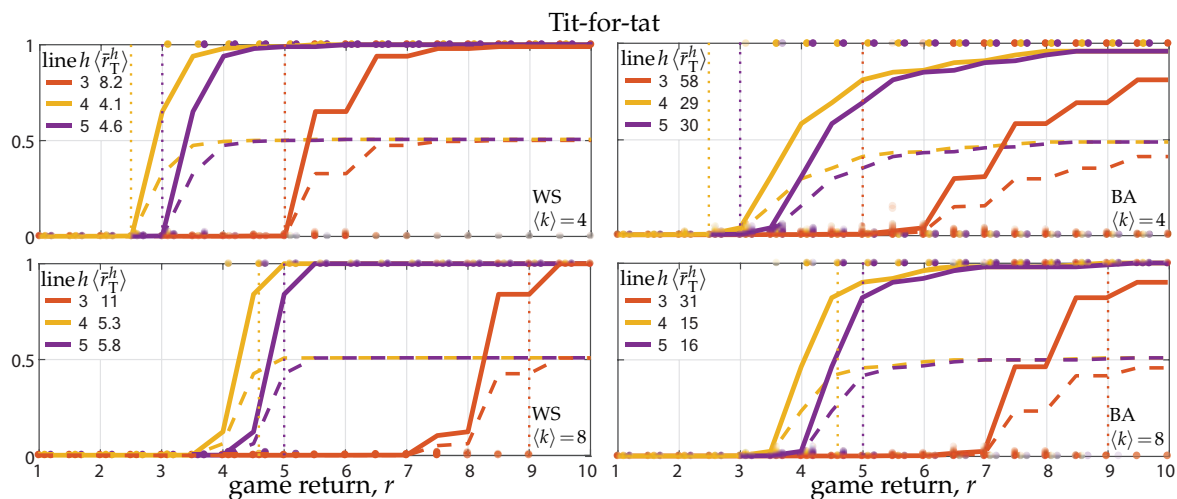 Tit-for-tat
1
0.5
0
line h ⟨r̄ᵀʰ⟩
3 8.2
4 4.1
5 4.6
WS
⟨k⟩=4
line h ⟨r̄ᵀʰ⟩
3 58
4 29
5 30
BA
⟨k⟩=4
1
0.5
0
line h ⟨r̄ᵀʰ⟩
3 11
4 5.3
5 5.8
WS
⟨k⟩=8
line h ⟨r̄ᵀʰ⟩
3 31
4 15
5 16
BA
⟨k⟩=8
1 2 3 4 5 6 7 8 9 10
1 2 3 4 5 6 7 8 9 10
game return, r
game return, r